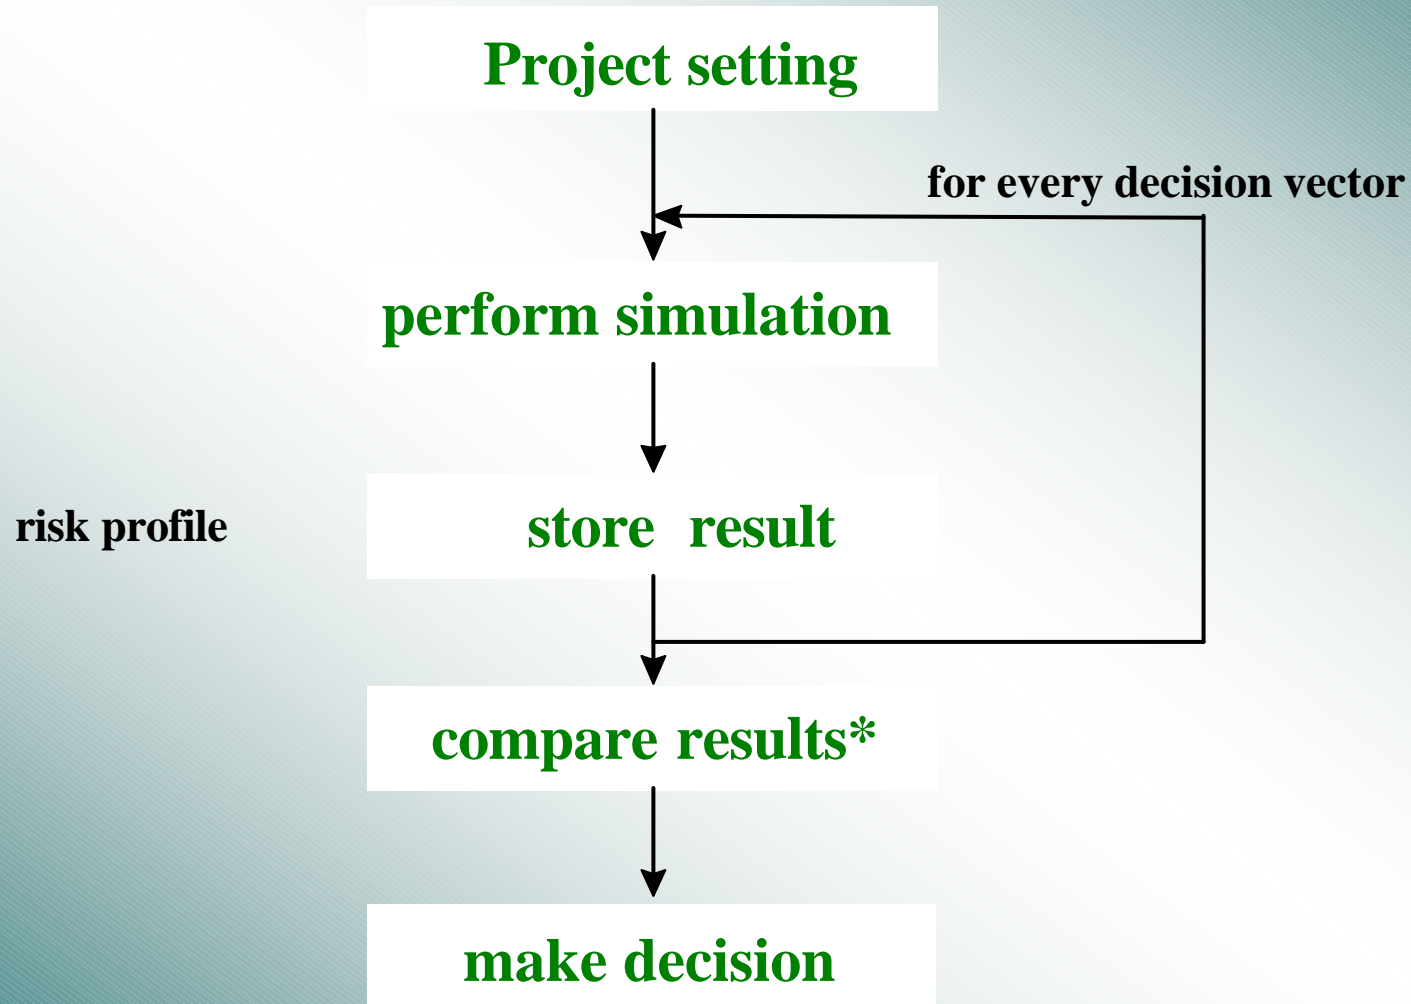 Project setting
for every decision vector
perform simulation
risk profile
store result
compare results*
make decision